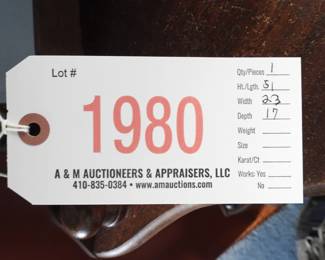 Lot #
1980
A & M AUCTIONEERS & APPRAISERS, LLC
410-835-0384 • www.amauctions.com
Qty/Pieces 1
Ht./Lgth. 51
Width 23
Depth 17
Weight
Size
Karat/Ct
Works: Yes
No